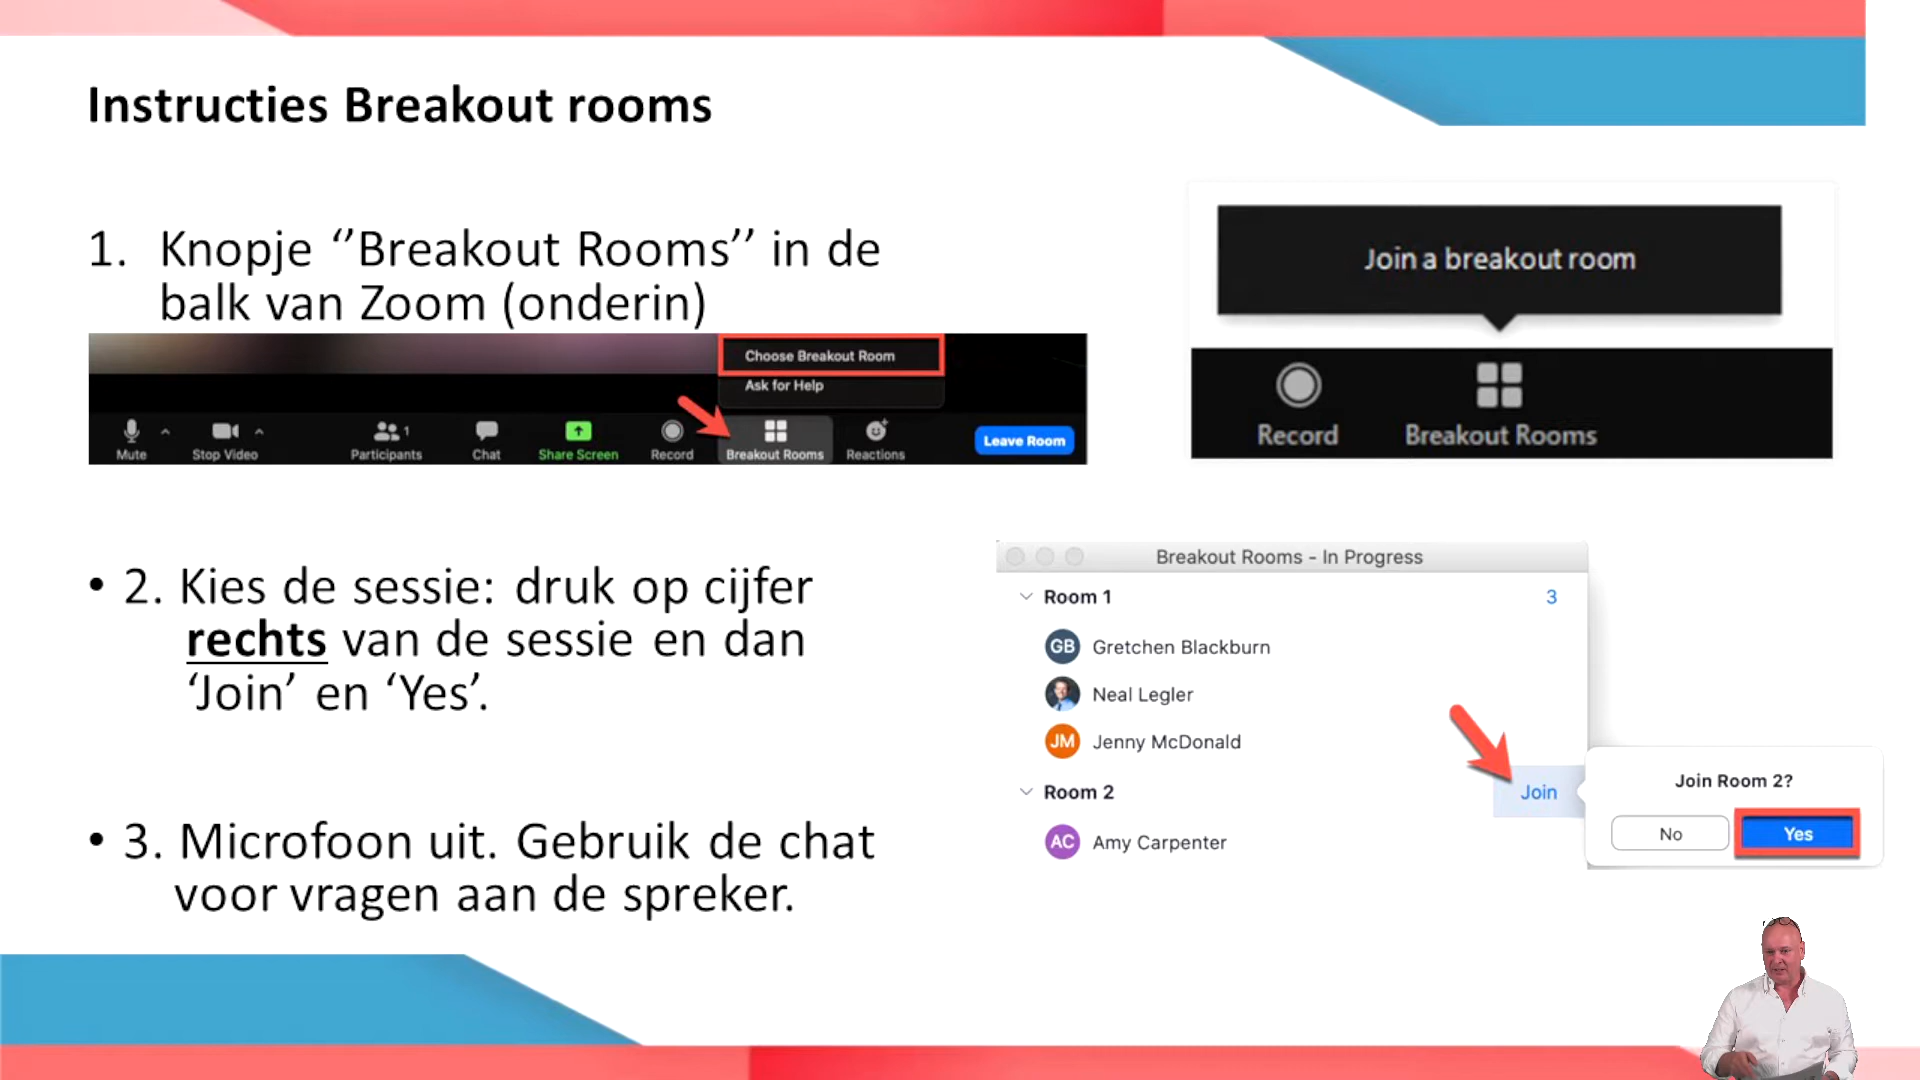 Instructies Breakout rooms
1. Knopje ‘’Breakout Rooms’’ in de
balk van Zoom (onderin)
Choose Breakout Room
Ask for Help
Mute
Stop Video
1
Participants
Chat
Share Screen
Record
Breakout Rooms
Reactions
Leave Room
Join a breakout room
Record
Breakout Rooms
• 2. Kies de sessie: druk op cijfer
rechts van de sessie en dan
‘Join’ en ‘Yes’.
• 3. Microfoon uit. Gebruik de chat
voor vragen aan de spreker.
Breakout Rooms - In Progress
Room 1 3
GB Gretchen Blackburn
Neal Legler
JM Jenny McDonald
Room 2 Join
AC Amy Carpenter
Join Room 2?
No Yes